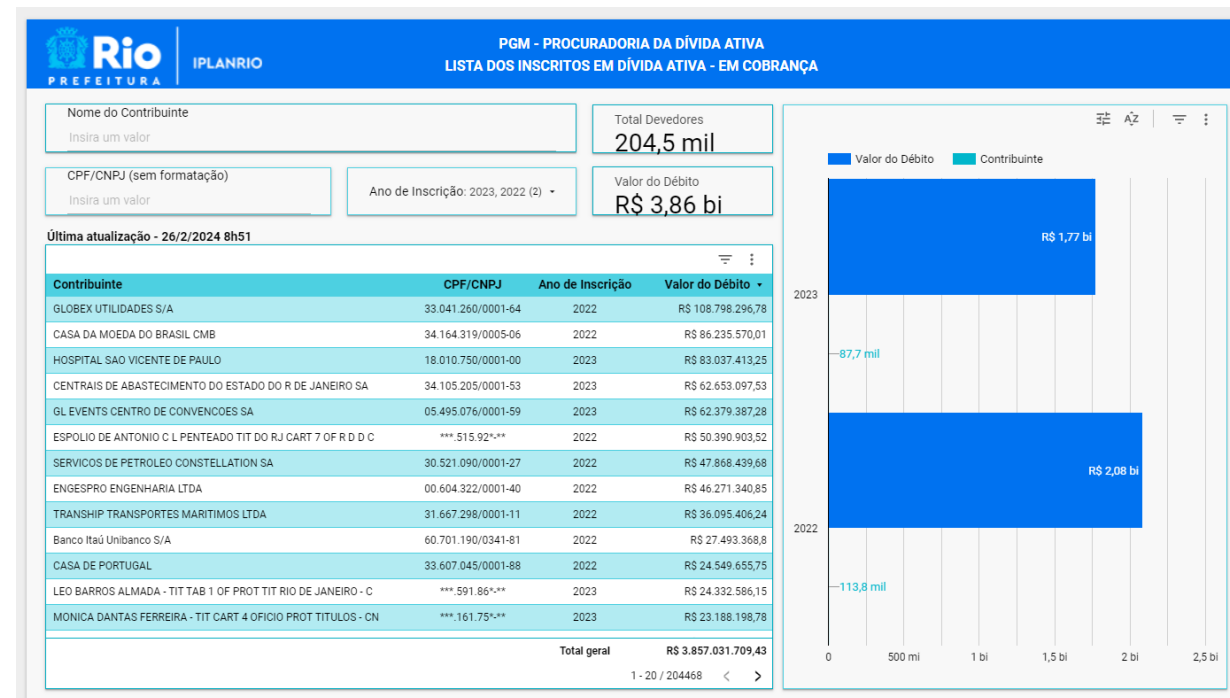 Rio
PREFEITURA
IPLANRIO
PGM - PROCURADORIA DA DÍVIDA ATIVA
LISTA DOS INSCRITOS EM DÍVIDA ATIVA - EM COBRANÇA
Nome do Contribuinte
Insira um valor
Total Devedores
204,5 mil
CPF/CNPJ (sem formatação)
Insira um valor
Ano de Inscrição: 2023, 2022 (2)
Valor do Débito
R$ 3,86 bi
Última atualização - 26/2/2024 8h51
Contribuinte CPF/CNPJ Ano de Inscrição Valor do Débito
GLOBEX UTILIDADES S/A 33.041.260/0001-64 2022 R$ 108.798.296,78
CASA DA MOEDA DO BRASIL CMB 34.164.319/0005-06 2022 R$ 86.235.570,01
HOSPITAL SAO VICENTE DE PAULO 18.010.750/0001-00 2023 R$ 83.037.413,25
CENTRAIS DE ABASTECIMENTO DO ESTADO DO R DE JANEIRO SA 34.105.205/0001-53 2023 R$ 62.653.097,53
GL EVENTS CENTRO DE CONVENCOES SA 05.495.076/0001-59 2023 R$ 62.379.387,28
ESPOLIO DE ANTONIO C L PENTEADO TIT DO RJ CART 7 OF R D D C ***.515.92*-** 2022 R$ 50.390.903,52
SERVICOS DE PETROLEO CONSTELLATION SA 30.521.090/0001-27 2022 R$ 47.868.439,68
ENGESPRO ENGENHARIA LTDA 00.604.322/0001-40 2022 R$ 46.271.340,85
TRANSHIP TRANSPORTES MARITIMOS LTDA 31.667.298/0001-11 2022 R$ 36.095.406,24
Banco Itaú Unibanco S/A 60.701.190/0341-81 2022 R$ 27.493.368,8
CASA DE PORTUGAL 33.607.045/0001-88 2022 R$ 24.549.655,75
LEO BARROS ALMADA - TIT TAB 1 OF PROT TIT RIO DE JANEIRO - C ***.591.86*-** 2023 R$ 24.332.586,15
MONICA DANTAS FERREIRA - TIT CART 4 OFICIO PROT TITULOS - CN ***.161.75*-** 2023 R$ 23.188.198,78
Total geral R$ 3.857.031.709,43
1 - 20 / 204468
AZ
Valor do Débito Contribuinte
R$ 1,77 bi
2023
87,7 mil
R$ 2,08 bi
2022
113,8 mil
0 500 mi 1 bi 1,5 bi 2 bi 2,5 bi